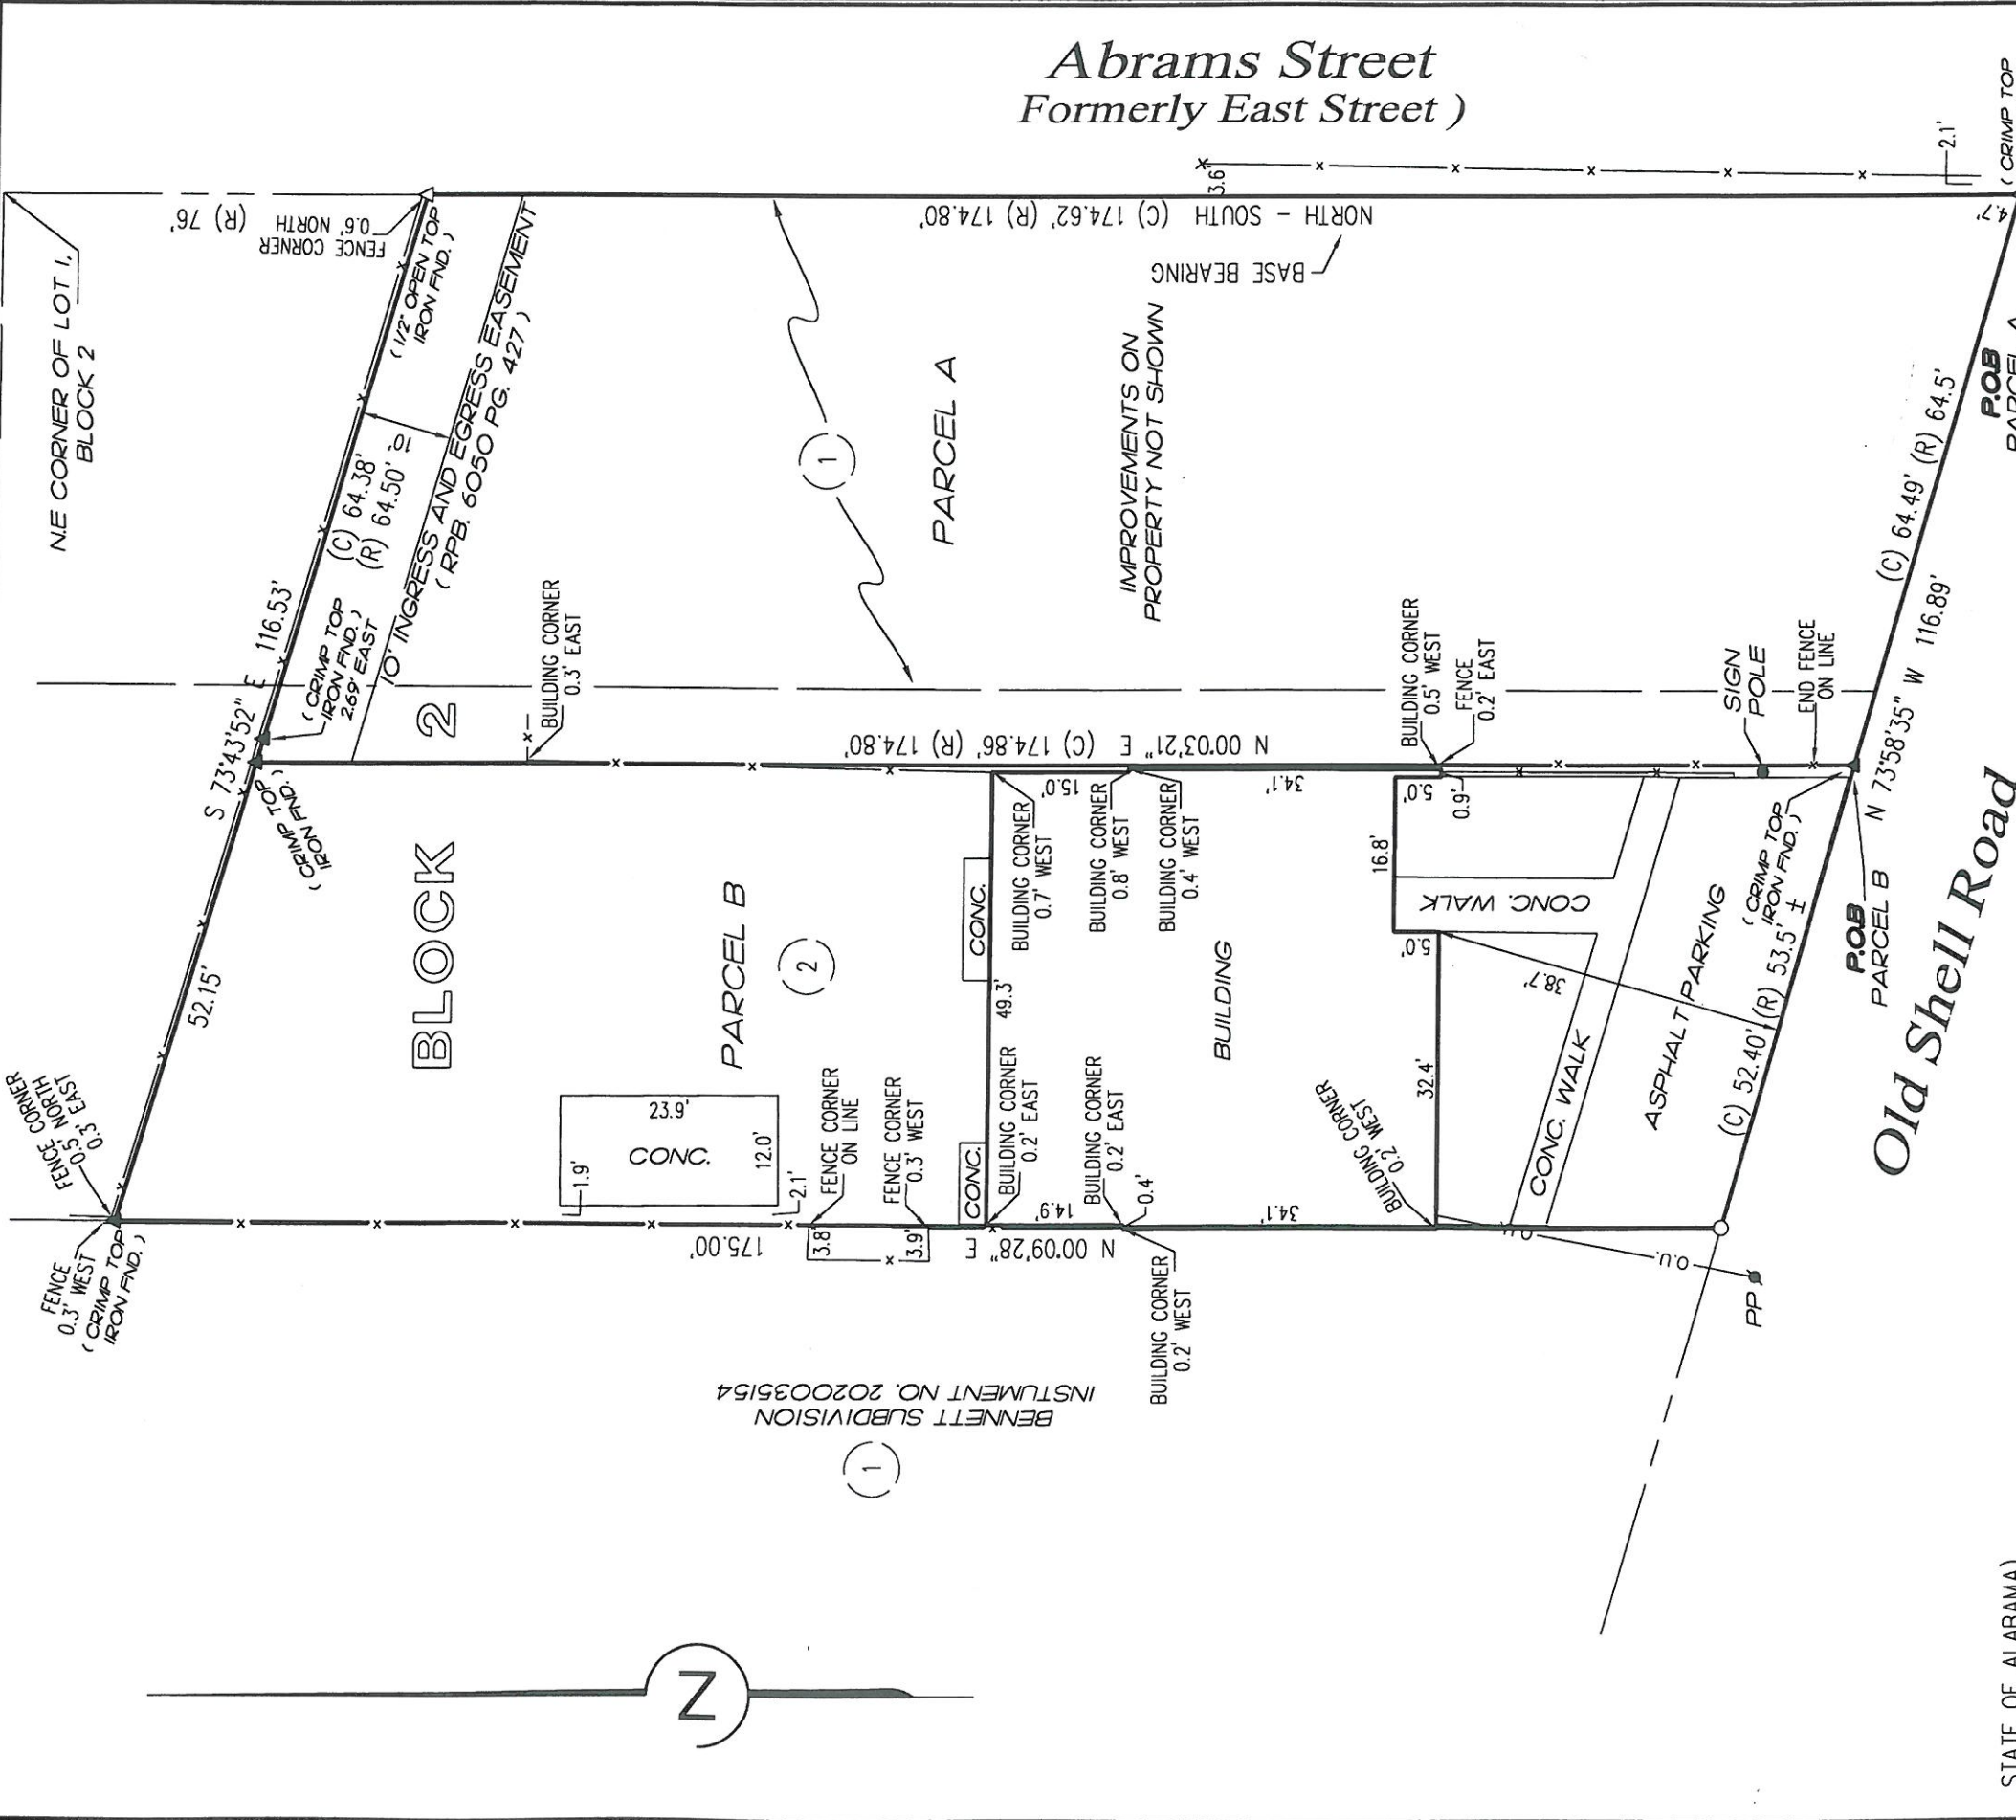 Abrams Street
Formerly East Street )
( CRIMP TOP
2.1'
3.6'
4.7'
NORTH - SOUTH (C) 174.62' (R) 174.80'
BASE BEARING
(R) 76'
FENCE CORNER
0.6' NORTH
N.E CORNER OF LOT 1,
BLOCK 2
( 1/2" OPEN TOP
IRON FND. )
10'
10' INGRESS AND EGRESS EASEMENT
( RPB. 6050 PG. 427 )
(C) 64.38'
(R) 64.50'
S 73°43'52" E 116.53'
( CRIMP TOP
IRON FND. )
2.69' EAST
( CRIMP TOP
IRON FND. )
52.15'
1
PARCEL A
IMPROVEMENTS ON
PROPERTY NOT SHOWN
BLOCK 2
BUILDING CORNER
0.3' EAST
N 00°03'21" E (C) 174.86' (R) 174.80'
BUILDING CORNER
0.5' WEST
FENCE
0.2' EAST
SIGN
POLE
END FENCE
ON LINE
(C) 64.49' (R) 64.5'
N 73°58'35" W 116.89'
P.O.B
P.O.B
PARCEL B
( CRIMP TOP
IRON FND. )
(C) 52.40' (R) 53.5' ±
Old Shell Road
PARCEL B
2
CONC.
49.3'
15.0'
34.1'
BUILDING CORNER
0.7' WEST
BUILDING CORNER
0.8' WEST
BUILDING CORNER
0.4' WEST
BUILDING
5.0'
0.9'
16.8'
CONC. WALK
5.0'
38.7'
32.4'
ASPHALT PARKING
CONC. WALK
FENCE CORNER
0.5' NORTH
0.3' EAST
FENCE
0.3' WEST
( CRIMP TOP
IRON FND. )
23.9'
CONC.
12.0'
1.9'
2.1'
FENCE CORNER
ON LINE
FENCE CORNER
0.3' WEST
CONC.
BUILDING CORNER
0.2' EAST
BUILDING CORNER
0.2' EAST
BUILDING CORNER
0.2' WEST
14.9'
0.4'
34.1'
175.00'
3.8'
3.9'
N 00°09'28" E
BUILDING CORNER
0.2' WEST
O.U.
O.U.
PP
BENNETT SUBDIVISION
INSTUMENT NO. 2020035154
1
N
STATE OF ALABAMA)